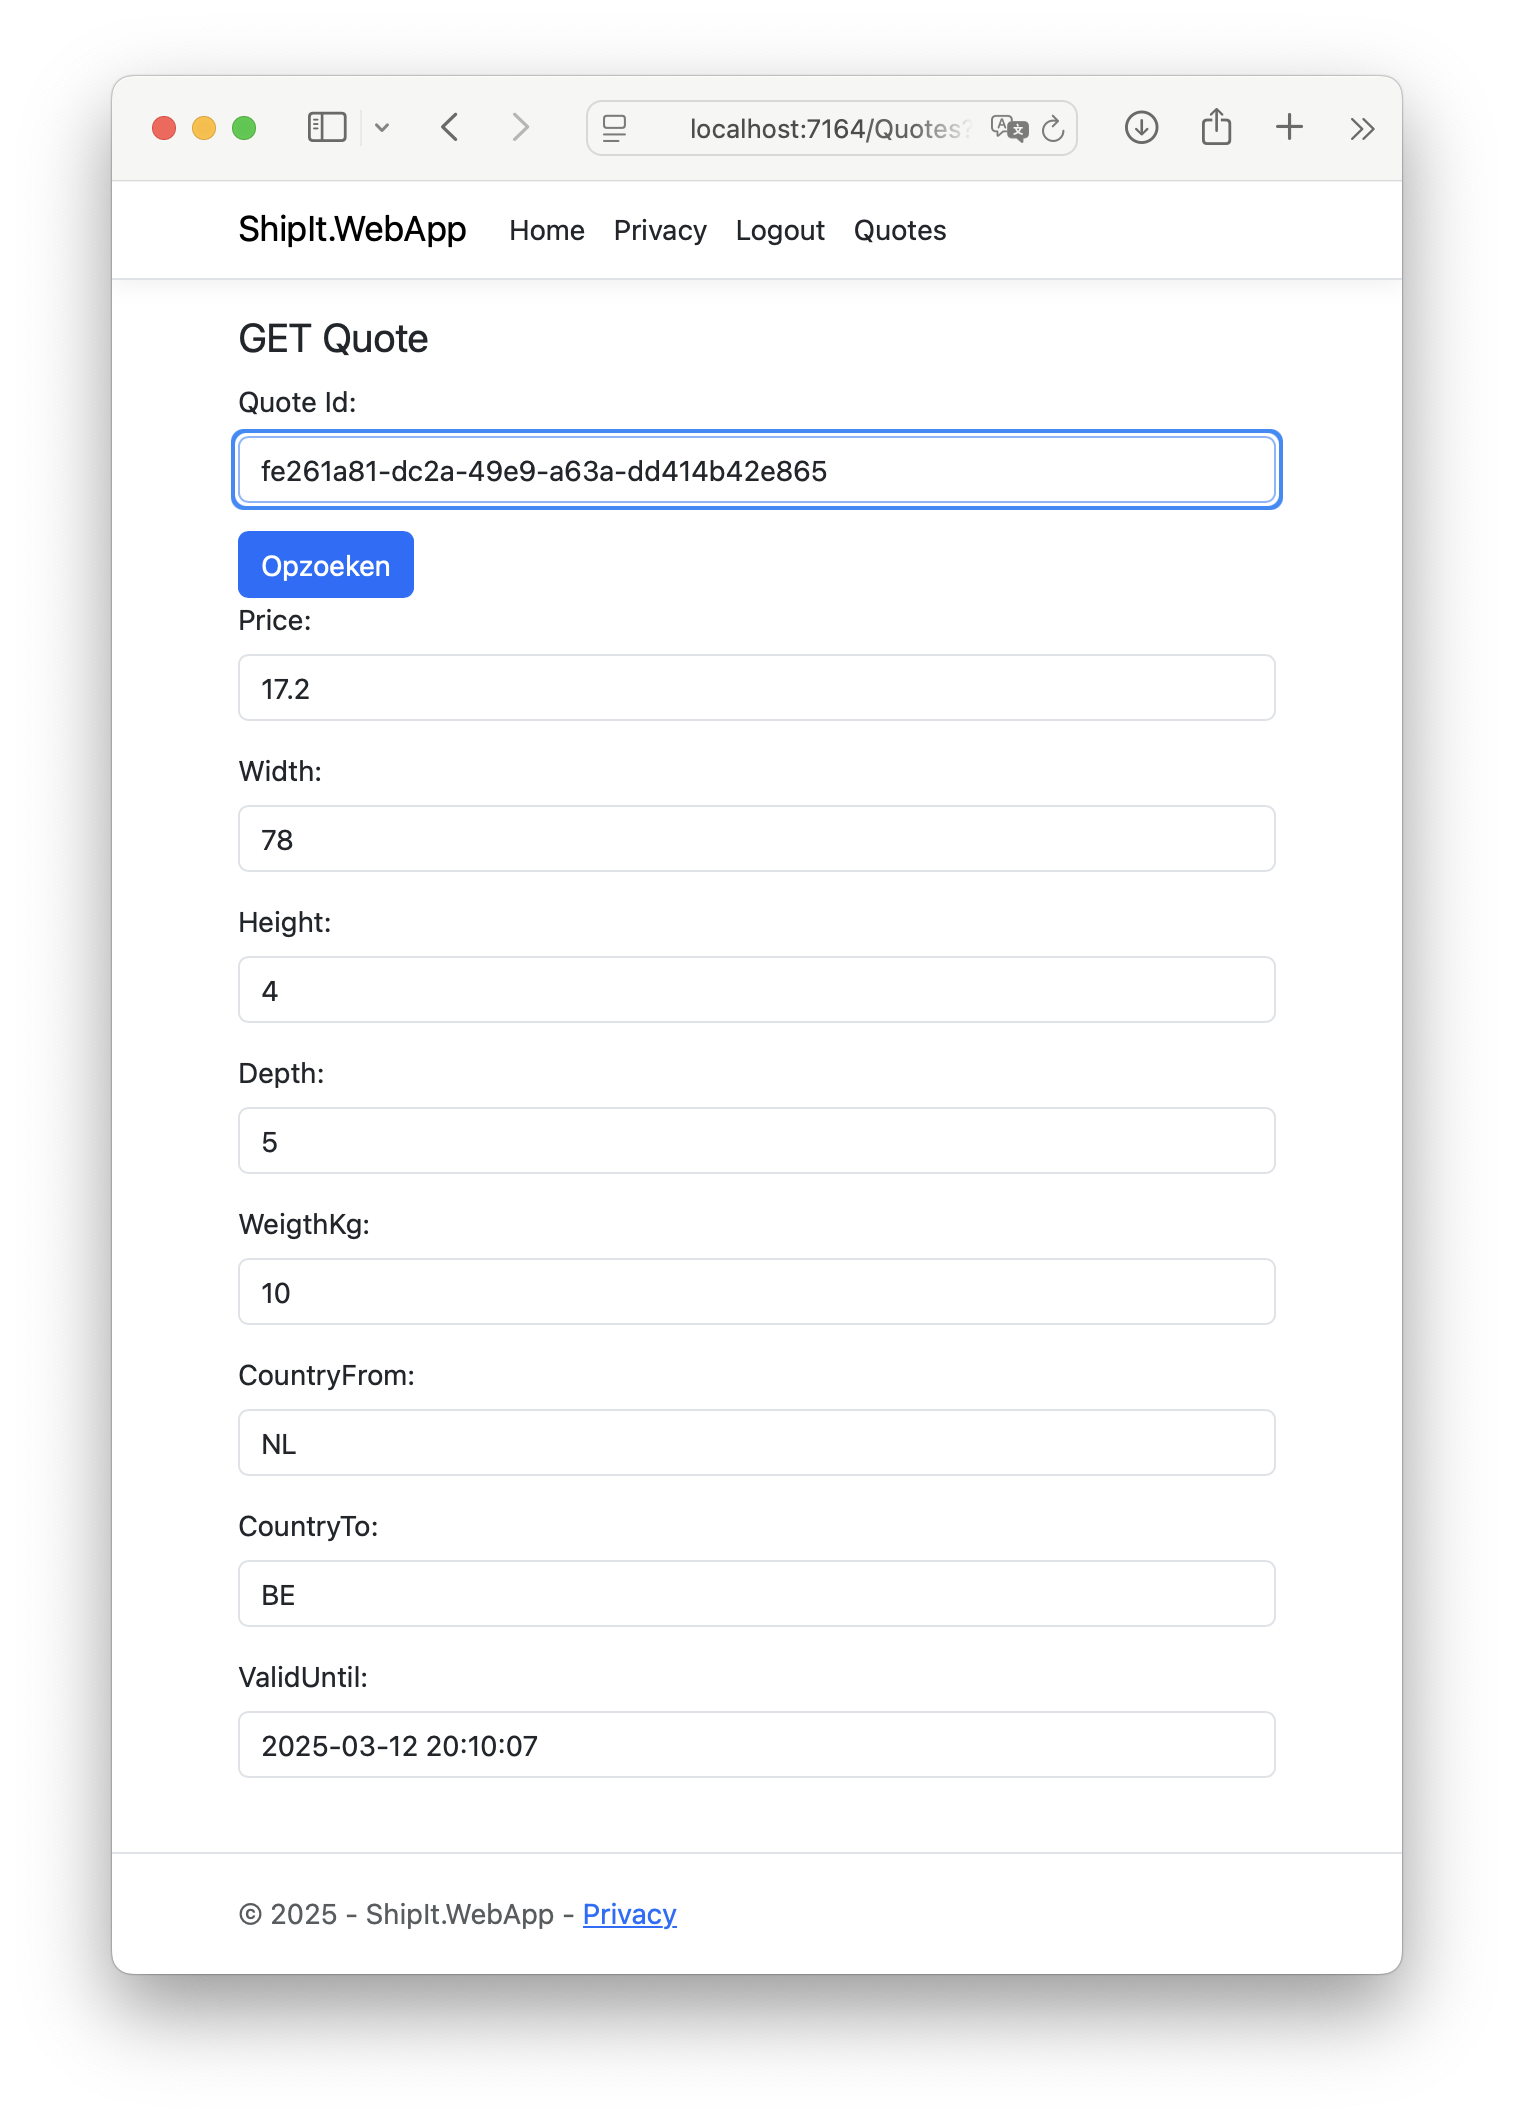 localhost:7164/Quotes?
ShipIt.WebApp Home Privacy Logout Quotes
GET Quote
Quote Id:
fe261a81-dc2a-49e9-a63a-dd414b42e865
Opzoeken
Price:
17.2
Width:
78
Height:
4
Depth:
5
WeigthKg:
10
CountryFrom:
NL
CountryTo:
BE
ValidUntil:
2025-03-12 20:10:07
© 2025 - ShipIt.WebApp - Privacy